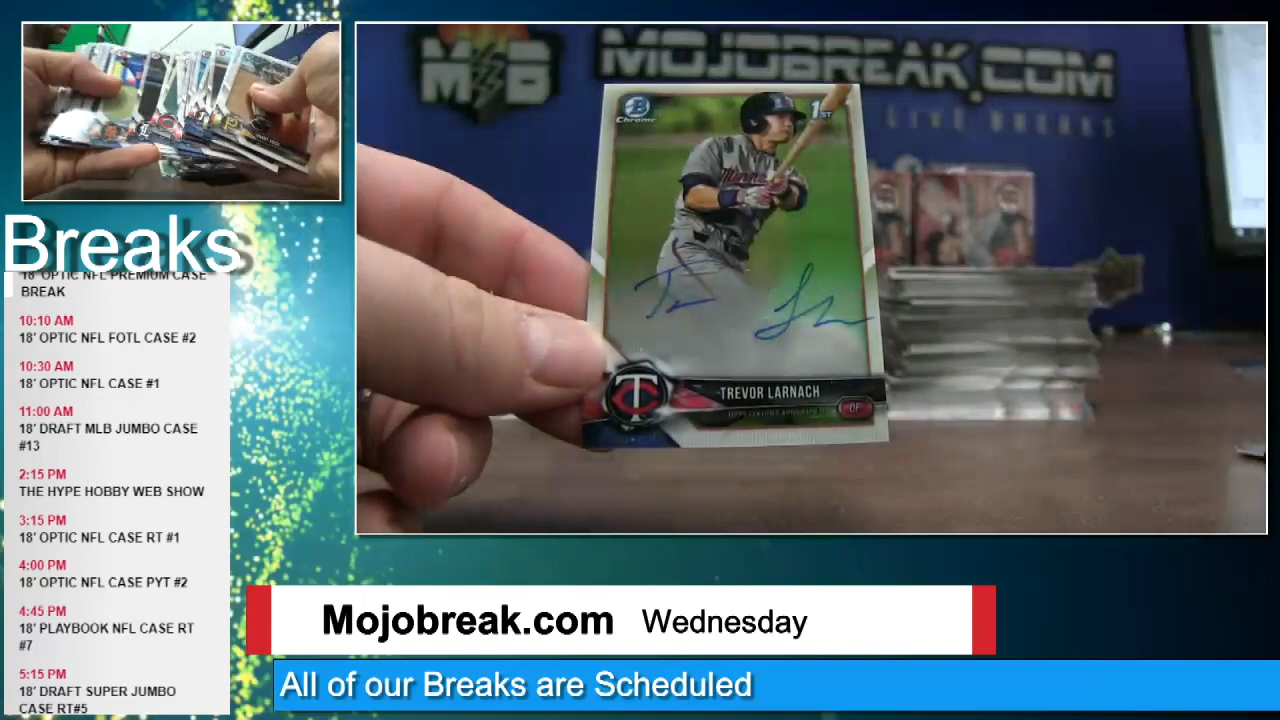 Breaks
18' OPTIC NFL PREMIUM CASE
BREAK
10:10 AM
18' OPTIC NFL FOTL CASE #2
10:30 AM
18' OPTIC NFL CASE #1
11:00 AM
18' DRAFT MLB JUMBO CASE
#13
2:15 PM
THE HYPE HOBBY WEB SHOW
3:15 PM
18' OPTIC NFL CASE RT #1
4:00 PM
18' OPTIC NFL CASE PYT #2
4:45 PM
18' PLAYBOOK NFL CASE RT
#7
5:15 PM
18' DRAFT SUPER JUMBO
CASE RT#5
MB MOJOBREAK.COM
LIVE BREAKS
B
Chrome
1ST
Minne
TC
TREVOR LARNACH
OF
Mojobreak.com Wednesday
All of our Breaks are Scheduled